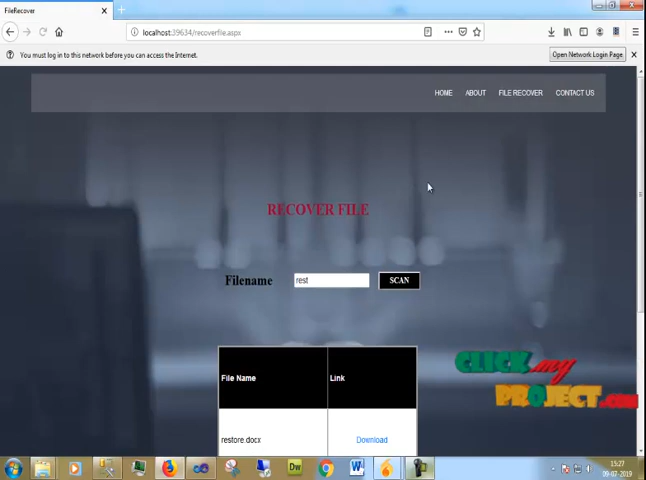 FileRecover
localhost:39634/recoverfile.aspx
You must log in to this network before you can access the Internet.
Open Network Login Page
HOME ABOUT FILE RECOVER CONTACT US
RECOVER FILE
Filename rest SCAN
File Name Link
restore.docx Download
CLICK my
PROJECT.com
Dw
W
15:27
09-07-2019